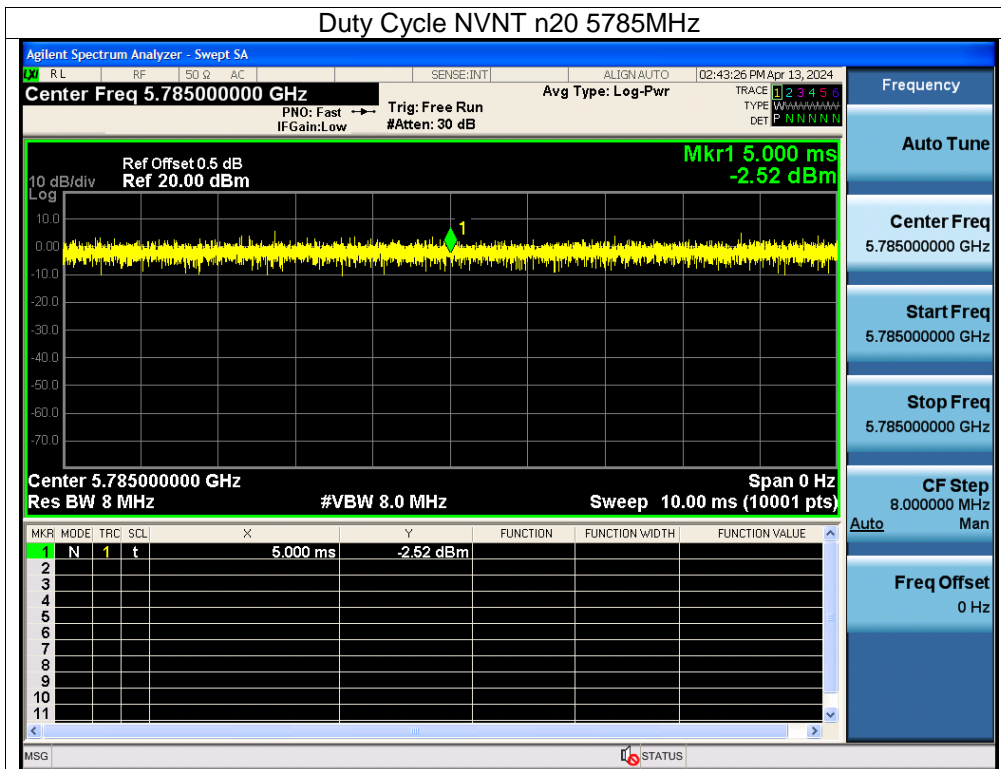 Duty Cycle NVNT n20 5785MHz
Agilent Spectrum Analyzer - Swept SA
LXI RL RF 50 Ω AC SENSE:INT ALIGN AUTO 02:43:26 PM Apr 13, 2024
Center Freq 5.785000000 GHz
PNO: Fast
IFGain:Low
Trig: Free Run
#Atten: 30 dB
Avg Type: Log-Pwr
TRACE 1 2 3 4 5 6
TYPE WWWWWWW
DET P N N N N N
Mkr1 5.000 ms
-2.52 dBm
Ref Offset 0.5 dB
10 dB/div Ref 20.00 dBm
Log
10.0
0.00
-10.0
-20.0
-30.0
-40.0
-50.0
-60.0
-70.0
1
Center 5.785000000 GHz Span 0 Hz
Res BW 8 MHz #VBW 8.0 MHz Sweep 10.00 ms (10001 pts)
MKR MODE TRC SCL X Y FUNCTION FUNCTION WIDTH FUNCTION VALUE
1 N 1 t 5.000 ms -2.52 dBm
2
3
4
5
6
7
8
9
10
11
MSG STATUS
Frequency
Auto Tune
Center Freq
5.785000000 GHz
Start Freq
5.785000000 GHz
Stop Freq
5.785000000 GHz
CF Step
8.000000 MHz
Auto Man
Freq Offset
0 Hz